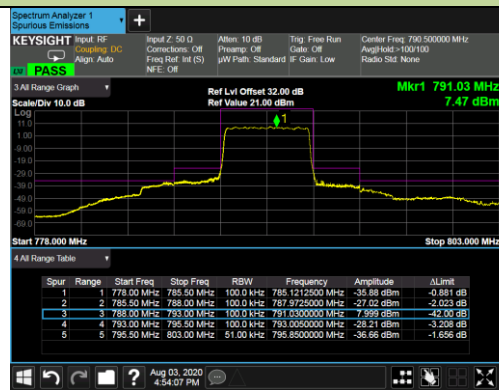 Spectrum Analyzer 1
Spurious Emissions
KEYSIGHT Input: RF Input Z: 50 Ω Atten: 10 dB Trig: Free Run Center Freq: 790.500000 MHz
Coupling: DC Corrections: Off Preamp: Off Gate: Off Avg|Hold:>100/100
Align: Auto Freq Ref: Int (S) µW Path: Standard IF Gain: Low Radio Std: None
NFE: Off
PASS
3 All Range Graph Ref Lvl Offset 32.00 dB Mkr1 791.03 MHz
Scale/Div 10.0 dB Ref Value 21.00 dBm 7.47 dBm
Log
11.0
1
1.00
-9.00
-19.0
-29.0
-39.0
-49.0
-59.0
-69.0
Start 778.000 MHz Stop 803.000 MHz
4 All Range Table
Spur Range Start Freq Stop Freq RBW Frequency Amplitude ΔLimit
1 1 778.00 MHz 785.50 MHz 100.0 kHz 785.1212500 MHz -35.88 dBm -0.881 dB
2 2 785.50 MHz 788.00 MHz 100.0 kHz 787.9725000 MHz -27.02 dBm -2.023 dB
3 3 788.00 MHz 793.00 MHz 100.0 kHz 791.0300000 MHz 7.999 dBm -42.00 dB
4 4 793.00 MHz 795.50 MHz 100.0 kHz 793.0050000 MHz -28.21 dBm -3.208 dB
5 5 795.50 MHz 803.00 MHz 51.00 kHz 795.8500000 MHz -36.66 dBm -1.656 dB
? Aug 03, 2020
4:54:07 PM